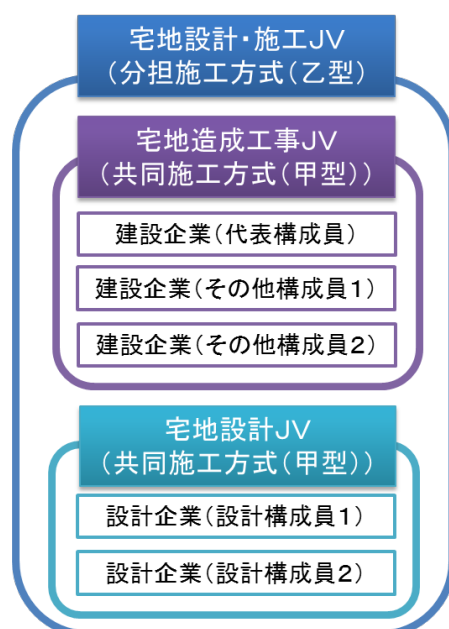 宅地設計・施工JV
（分担施工方式（乙型）
宅地造成工事JV
（共同施工方式（甲型））
建設企業（代表構成員）
建設企業（その他構成員１）
建設企業（その他構成員２）
宅地設計JV
（共同施工方式（甲型））
設計企業（設計構成員１）
設計企業（設計構成員２）